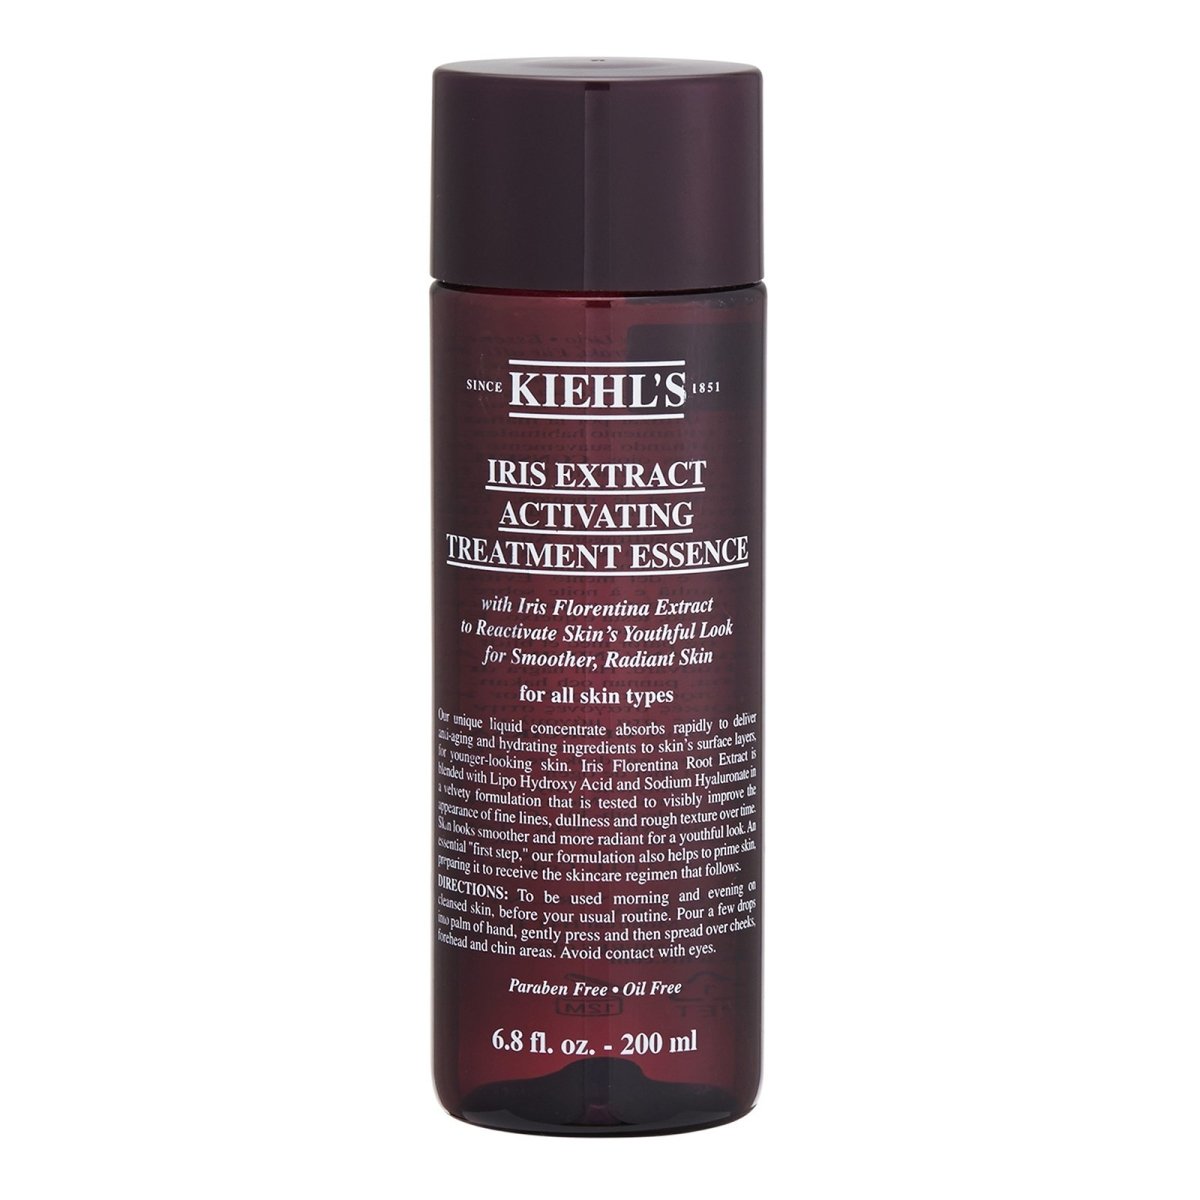 SINCE KIEHL'S 1851
IRIS EXTRACT
ACTIVATING
TREATMENT ESSENCE
with Iris Florentina Extract
to Reactivate Skin's Youthful Look
for Smoother, Radiant Skin
for all skin types
Our unique liquid concentrate absorbs rapidly to deliver
anti-aging and hydrating ingredients to skin's surface layers,
for younger-looking skin. Iris Florentina Root Extract is
blended with Lipo Hydroxy Acid and Sodium Hyaluronate in
a velvety formulation that is tested to visibly improve the
appearance of fine lines, dullness and rough texture over time.
Skin looks smoother and more radiant for a youthful look. An
essential "first step," our formulation also helps to prime skin,
preparing it to receive the skincare regimen that follows.
DIRECTIONS: To be used morning and evening on
cleansed skin, before your usual routine. Pour a few drops
into palm of hand, gently press and then spread over cheeks,
forehead and chin areas. Avoid contact with eyes.
Paraben Free • Oil Free
12M
6.8 fl. oz. - 200 ml